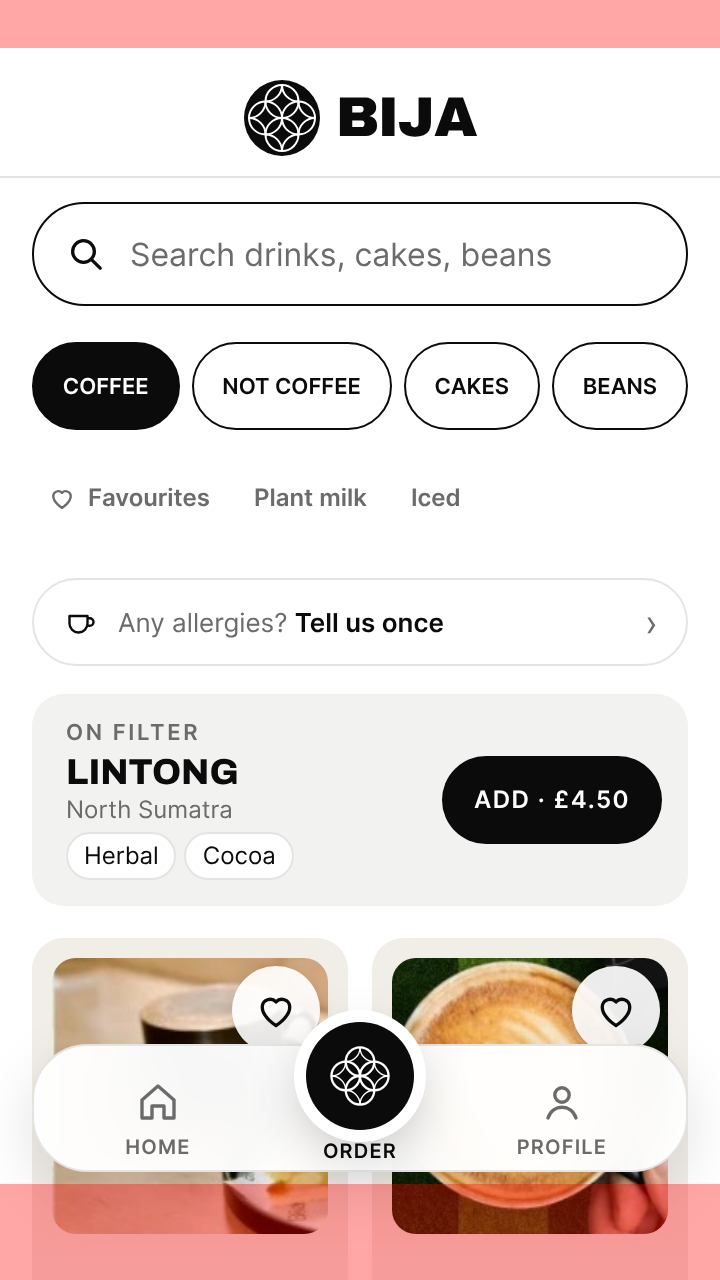 BIJA
Search drinks, cakes, beans
COFFEE NOT COFFEE CAKES BEANS
Favourites Plant milk Iced
Any allergies? Tell us once ›
ON FILTER
LINTONG
North Sumatra
Herbal Cocoa
ADD · £4.50
HOME ORDER PROFILE